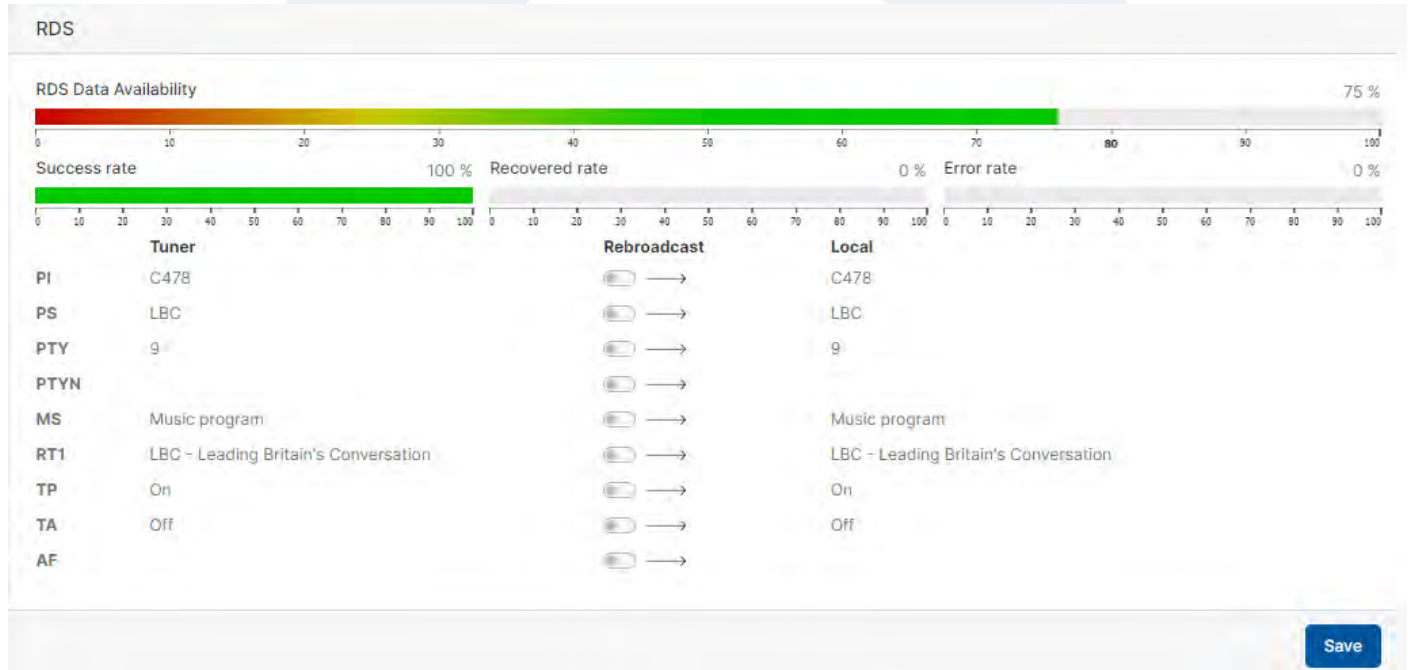 RDS
RDS Data Availability 75 %
0 10 20 30 40 50 60 70 80 90 100
Success rate 100 % Recovered rate 0 % Error rate 0 %
0 10 20 30 40 50 60 70 80 90 100 0 10 20 30 40 50 60 70 80 90 100 0 10 20 30 40 50 60 70 80 90 100
Tuner Rebroadcast Local
PI C478 C478
PS LBC LBC
PTY 9 9
PTYN
MS Music program Music program
RT1 LBC - Leading Britain's Conversation LBC - Leading Britain's Conversation
TP On On
TA Off Off
AF
Save